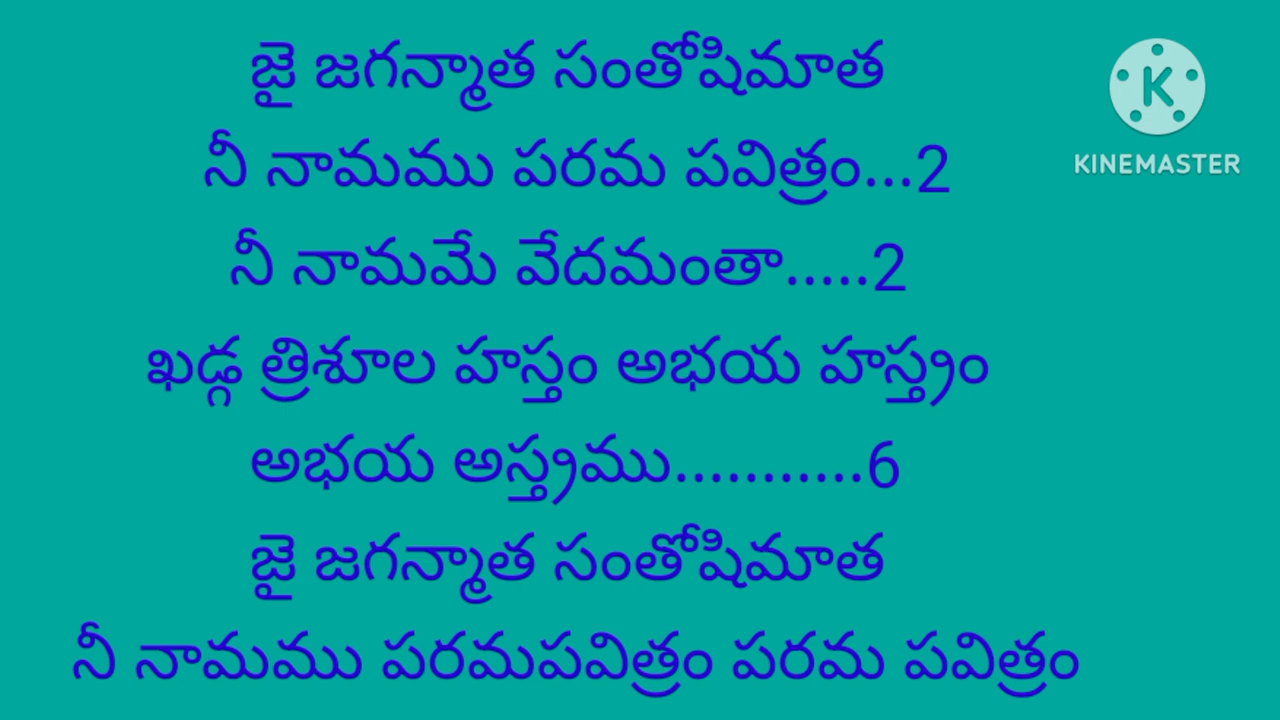 జై జగన్మాత సంతోషిమాత
నీ నామము పరమ పవిత్రం...2
నీ నామమే వేదమంతా.....2
ఖడ్గ త్రిశూల హస్తం అభయ హస్త్రం
అభయ అస్త్రము...........6
జై జగన్మాత సంతోషిమాత
నీ నామము పరమపవిత్రం పరమ పవిత్రం
K
KINEMASTER